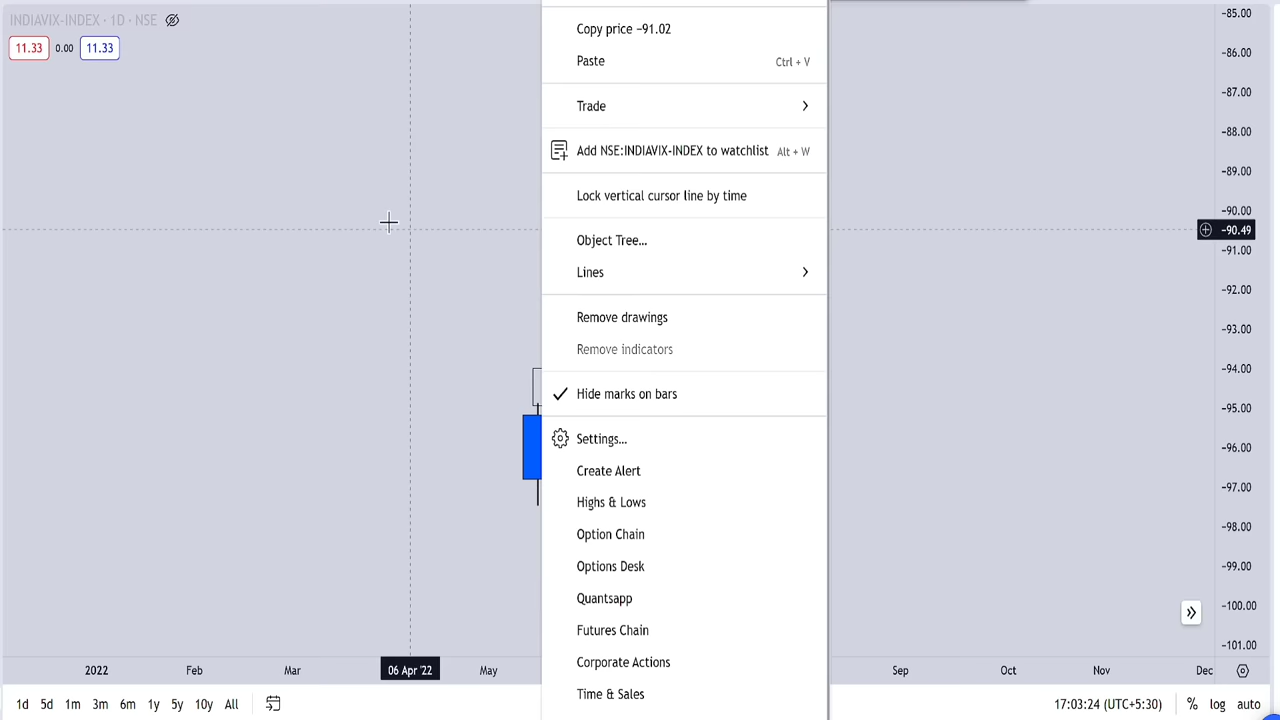 INDIAVIX-INDEX · 1D · NSE
11.33 0.00 11.33
Copy price −91.02
Paste Ctrl + V
Trade
Add NSE:INDIAVIX-INDEX to watchlist Alt + W
Lock vertical cursor line by time
Object Tree...
Lines
Remove drawings
Remove indicators
Hide marks on bars
Settings...
Create Alert
Highs & Lows
Option Chain
Options Desk
Quantsapp
Futures Chain
Corporate Actions
Time & Sales
−85.00
−86.00
−87.00
−88.00
−89.00
−90.00
−90.49
−91.00
−92.00
−93.00
−94.00
−95.00
−96.00
−97.00
−98.00
−99.00
−100.00
−101.00
2022 Feb Mar 06 Apr '22 May Sep Oct Nov Dec
1d 5d 1m 3m 6m 1y 5y 10y All 17:03:24 (UTC+5:30) % log auto